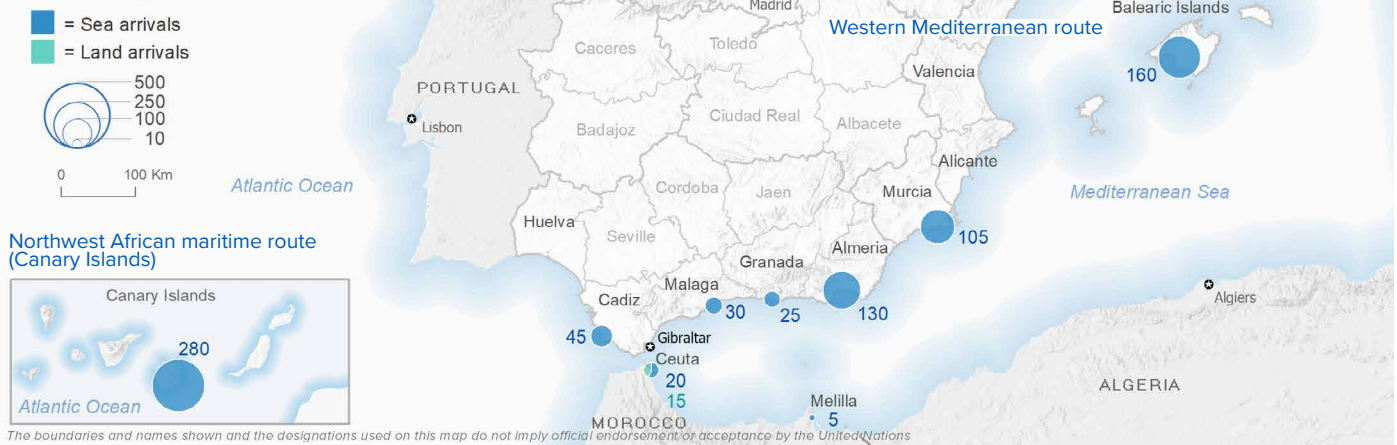 Madrid
Balearic Islands
= Sea arrivals
Western Mediterranean route
Caceres
Toledo
= Land arrivals
Valencia
160
500
250
100
10
PORTUGAL
Lisbon
Badajoz
Ciudad Real
Albacete
0 100 Km
Alicante
Atlantic Ocean
Cordoba
Jaen
Murcia
Mediterranean Sea
Huelva
Seville
105
Northwest African maritime route
(Canary Islands)
Almeria
Granada
Malaga
Canary Islands
Cadiz
Algiers
30
25
130
45
Gibraltar
280
Ceuta
20
15
ALGERIA
Atlantic Ocean
Melilla
5
MOROCCO
The boundaries and names shown and the designations used on this map do not imply official endorsement or acceptance by the United Nations